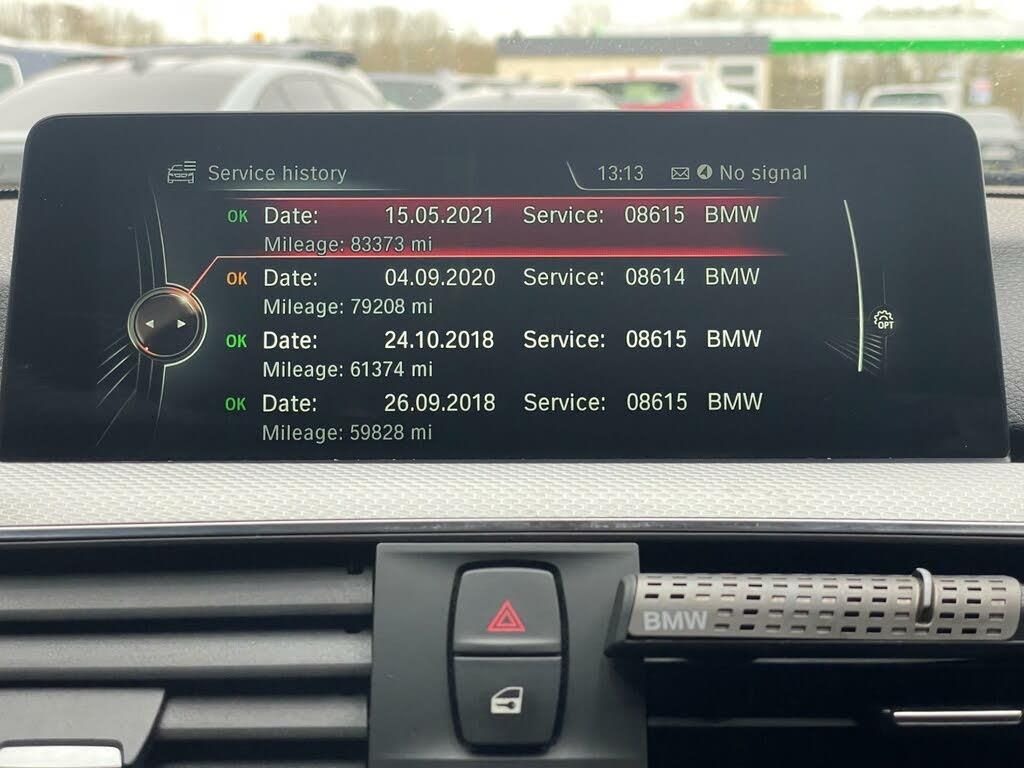 Service history 13:13 No signal
OK Date: 15.05.2021 Service: 08615 BMW
Mileage: 83373 mi
OK Date: 04.09.2020 Service: 08614 BMW
Mileage: 79208 mi
OPT
OK Date: 24.10.2018 Service: 08615 BMW
Mileage: 61374 mi
OK Date: 26.09.2018 Service: 08615 BMW
Mileage: 59828 mi
BMW